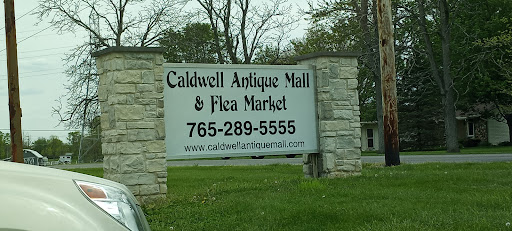 Caldwell Antique Mall
& Flea Market
765-289-5555
www.caldwellantiquemall.com